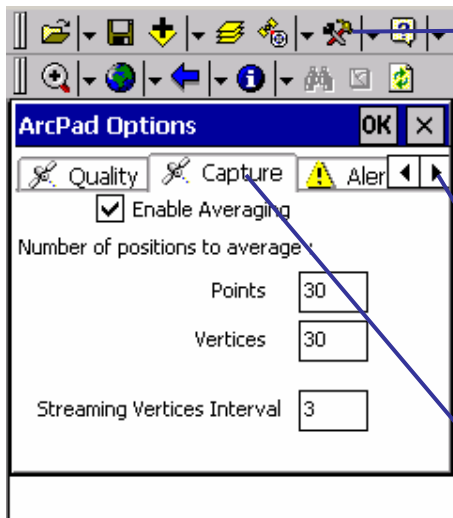 ArcPad Options OK
Quality Capture Aler
Enable Averaging
Number of positions to average :
Points 30
Vertices 30
Streaming Vertices Interval 3